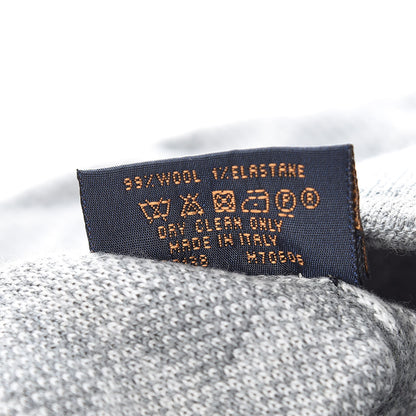 99% WOOL 1% ELASTANE
P R
DRY CLEAN ONLY
MADE IN ITALY